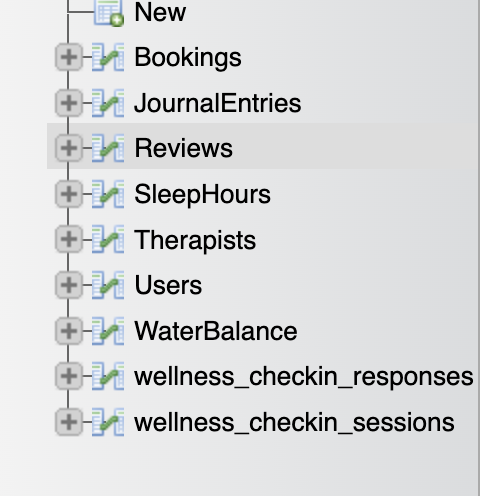 New
Bookings
JournalEntries
Reviews
SleepHours
Therapists
Users
WaterBalance
wellness_checkin_responses
wellness_checkin_sessions